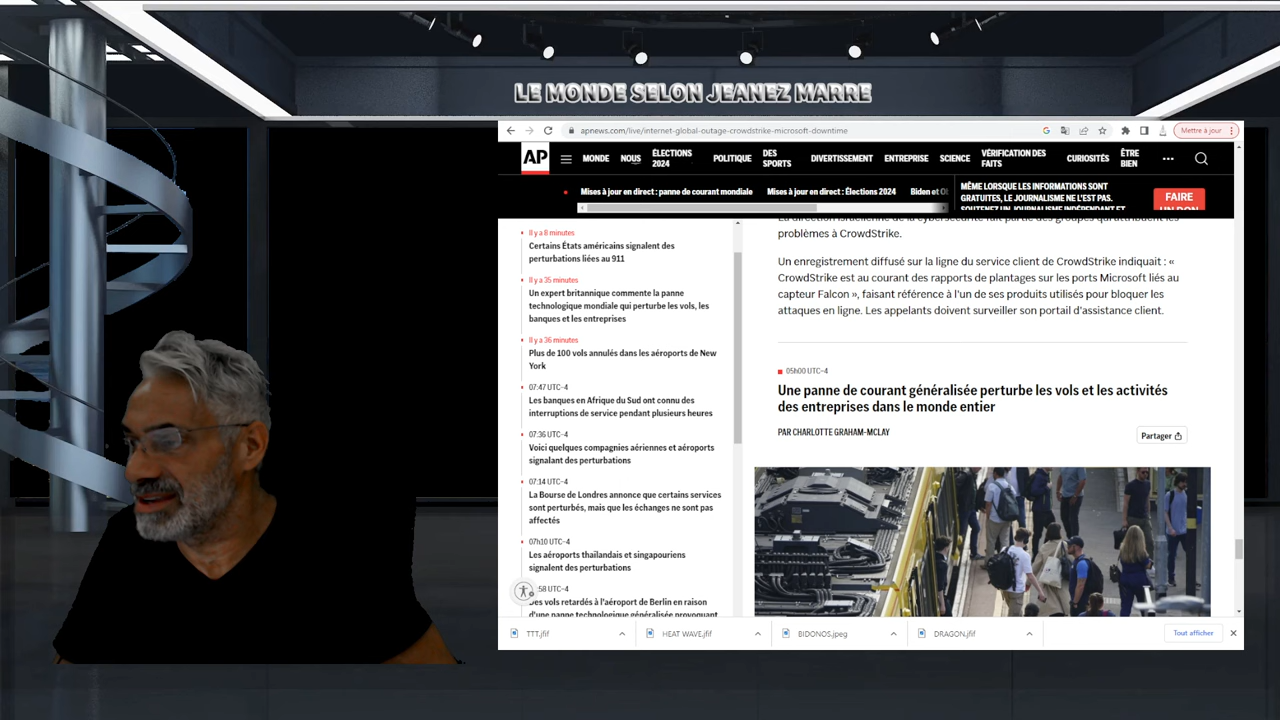 LE MONDE SELON JEANEZ MARRE
apnews.com/live/internet-global-outage-crowdstrike-microsoft-downtime
Mettre à jour
AP
MONDE
NOUS
ÉLECTIONS
2024
POLITIQUE
DES
SPORTS
DIVERTISSEMENT
ENTREPRISE
SCIENCE
VÉRIFICATION DES
FAITS
CURIOSITÉS
ÊTRE
BIEN
Mises à jour en direct : panne de courant mondiale
Mises à jour en direct : Élections 2024
Biden et
MÊME LORSQUE LES INFORMATIONS SONT
GRATUITES, LE JOURNALISME NE L'EST PAS.
SOUTENEZ UN JOURNALISME INDÉPENDANT ET
FAIRE
UN DON
Il y a 8 minutes
Certains États américains signalent des
perturbations liées au 911
Il y a 35 minutes
Un expert britannique commente la panne
technologique mondiale qui perturbe les vols, les
banques et les entreprises
Il y a 36 minutes
Plus de 100 vols annulés dans les aéroports de New
York
07:47 UTC−4
Les banques en Afrique du Sud ont connu des
interruptions de service pendant plusieurs heures
07:36 UTC−4
Voici quelques compagnies aériennes et aéroports
signalant des perturbations
07:14 UTC−4
La Bourse de Londres annonce que certains services
sont perturbés, mais que les échanges ne sont pas
affectés
07h10 UTC−4
Les aéroports thaïlandais et singapouriens
signalent des perturbations
:58 UTC−4
Des vols retardés à l'aéroport de Berlin en raison
d'une panne technologique généralisée provoquant
La direction israélienne de la cybersécurité fait partie des groupes qui attribuent les
problèmes à CrowdStrike.
Un enregistrement diffusé sur la ligne du service client de CrowdStrike indiquait : «
CrowdStrike est au courant des rapports de plantages sur les ports Microsoft liés au
capteur Falcon », faisant référence à l'un de ses produits utilisés pour bloquer les
attaques en ligne. Les appelants doivent surveiller son portail d'assistance client.
05h00 UTC−4
Une panne de courant généralisée perturbe les vols et les activités
des entreprises dans le monde entier
PAR CHARLOTTE GRAHAM-MCLAY
Partager
TTT.jfif
HEAT WAVE.jfif
BIDONOS.jpeg
DRAGON.jfif
Tout afficher